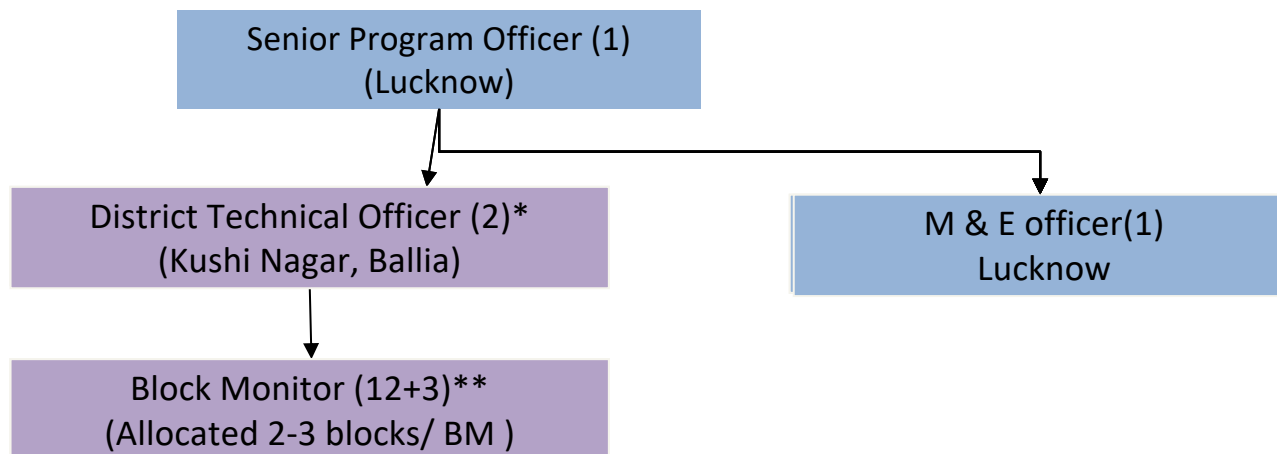 Senior Program Officer (1)
(Lucknow)
District Technical Officer (2)*
(Kushi Nagar, Ballia)
M & E officer(1)
Lucknow
Block Monitor (12+3)**
(Allocated 2-3 blocks/ BM )